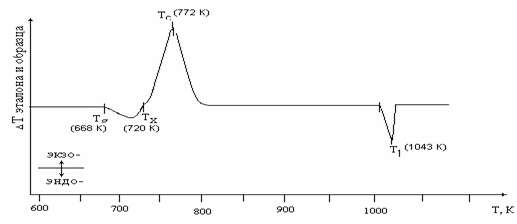 T_c (772 K)
ΔT эталона и образца
T_g
(668 K)
T_x
(720 K)
T_l (1043 K)
экзо-
эндо-
600 700 800 900 1000 T, K